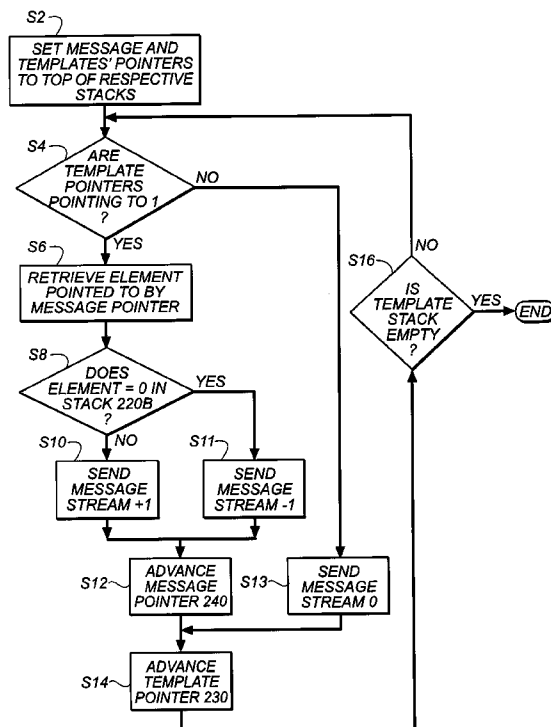 S2
SET MESSAGE AND
TEMPLATES' POINTERS
TO TOP OF RESPECTIVE
STACKS
S4
ARE
TEMPLATE
POINTERS
POINTING TO 1
?
NO
YES
S6
RETRIEVE ELEMENT
POINTED TO BY
MESSAGE POINTER
S8
DOES
ELEMENT = 0 IN
STACK 220B
?
YES
NO
S10
SEND
MESSAGE
STREAM +1
S11
SEND
MESSAGE
STREAM -1
S12
ADVANCE
MESSAGE
POINTER 240
S13
SEND
MESSAGE
STREAM 0
S14
ADVANCE
TEMPLATE
POINTER 230
S16
IS
TEMPLATE
STACK
EMPTY
?
NO
YES
END